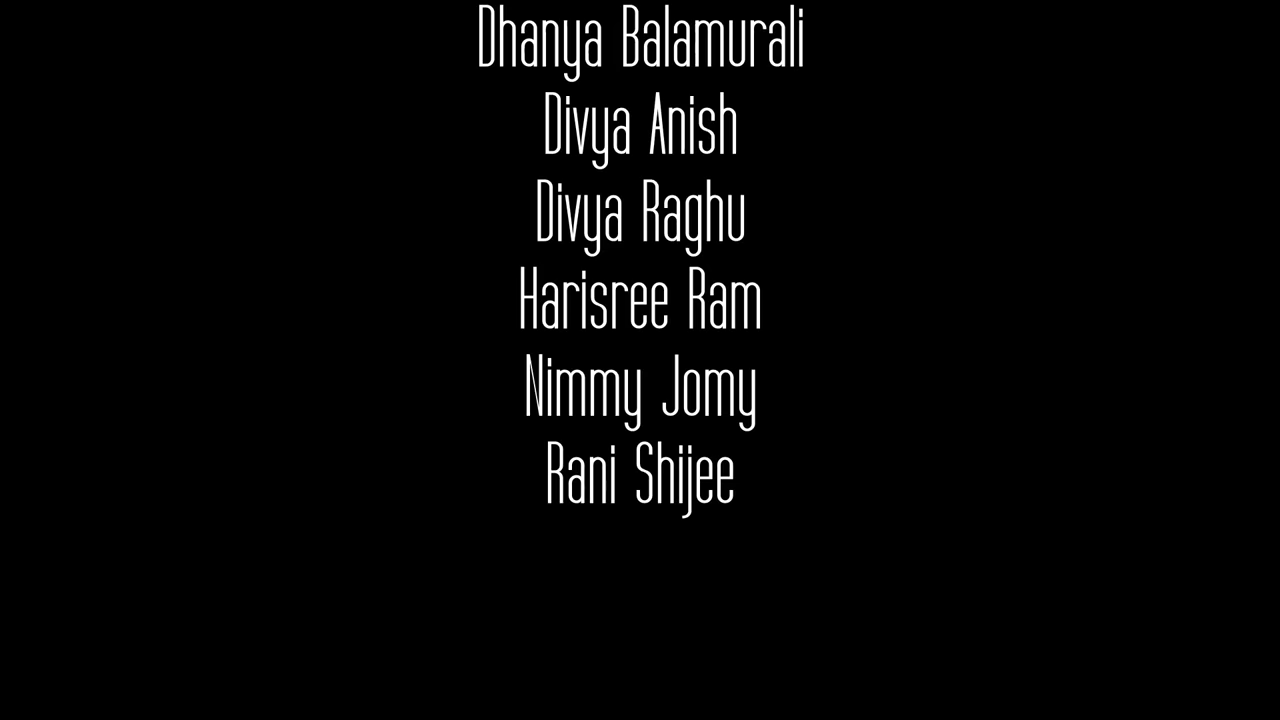 Dhanya Balamurali
Divya Anish
Divya Raghu
Harisree Ram
Nimmy Jomy
Rani Shijee